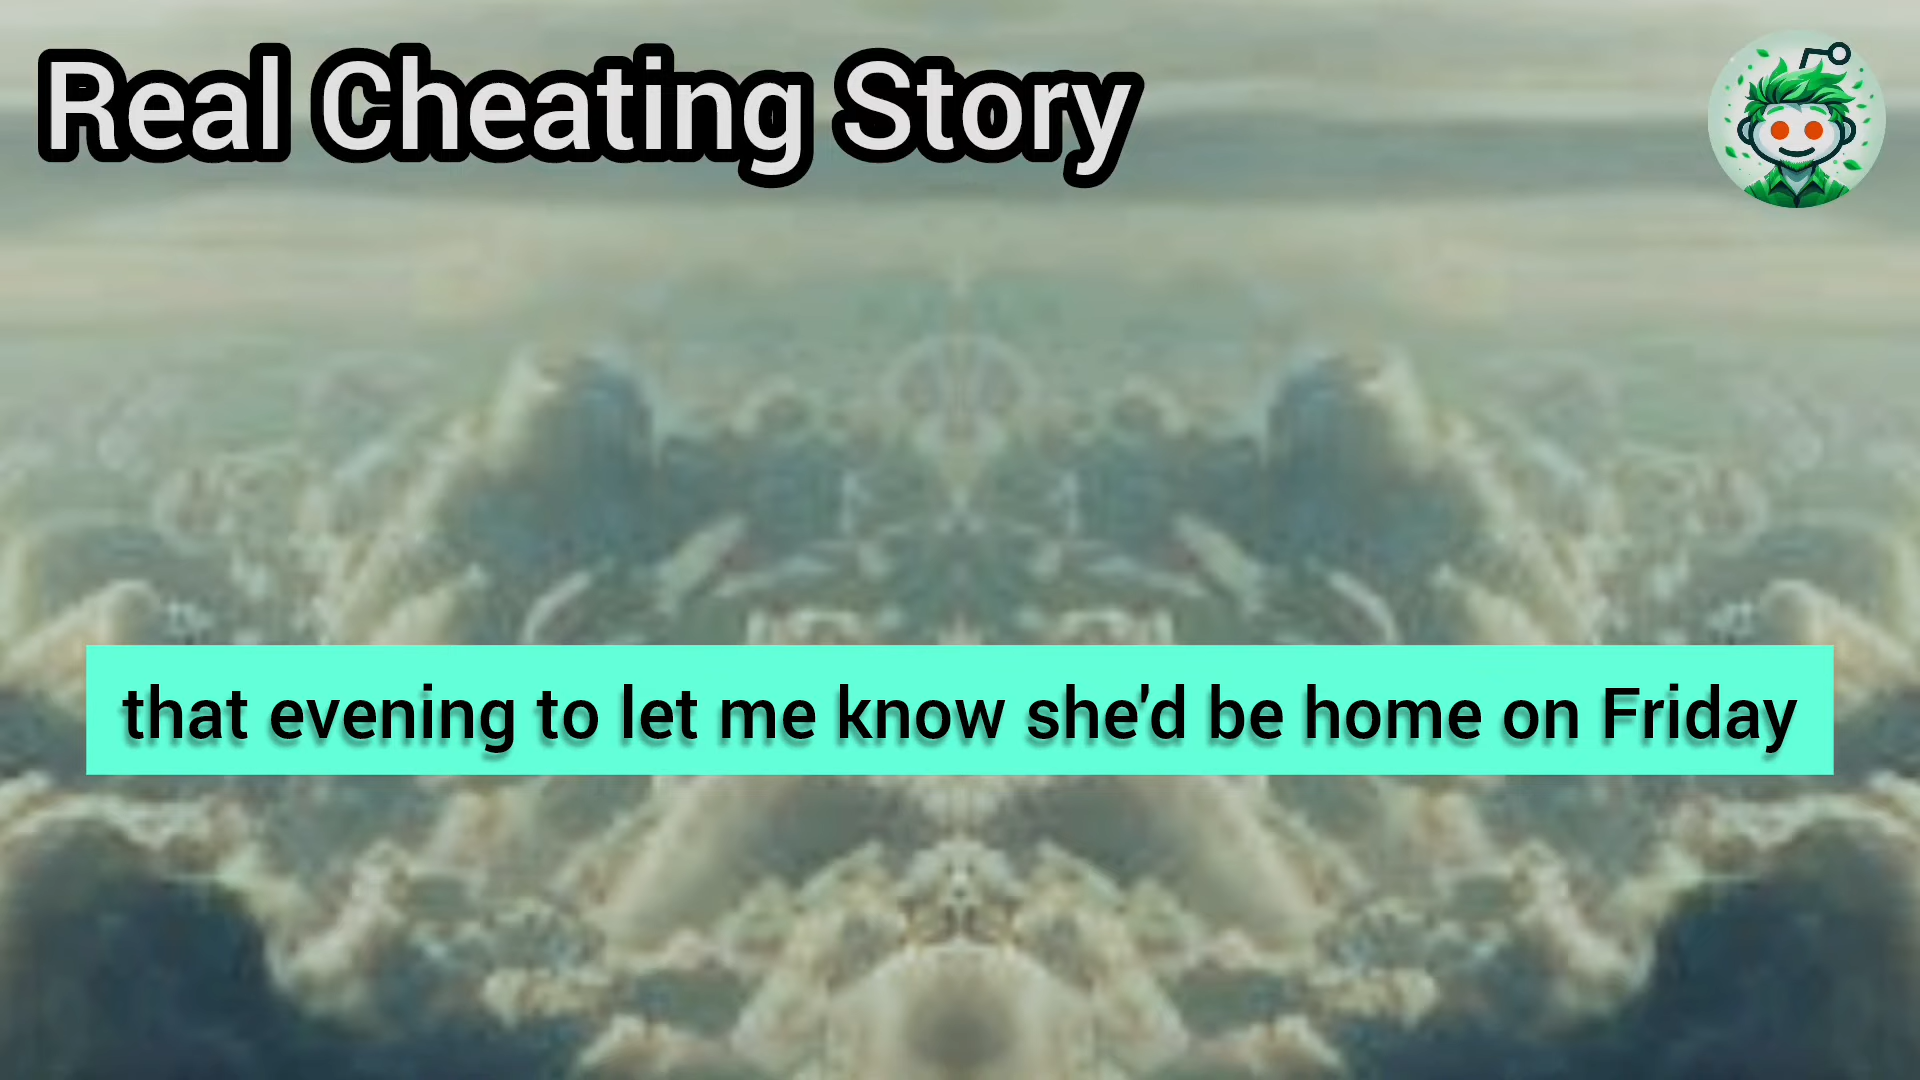 Real Cheating Story
that evening to let me know she'd be home on Friday